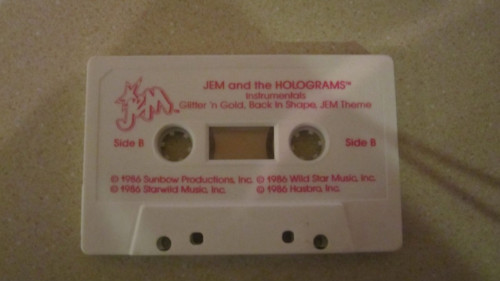 JEM and the HOLOGRAMS™
Instrumentals
JEM™ Glitter 'n Gold, Back In Shape, JEM Theme
Side B Side B
© 1986 Sunbow Productions, Inc. © 1986 Wild Star Music, Inc.
© 1986 Starwild Music, Inc. © 1986 Hasbro, Inc.